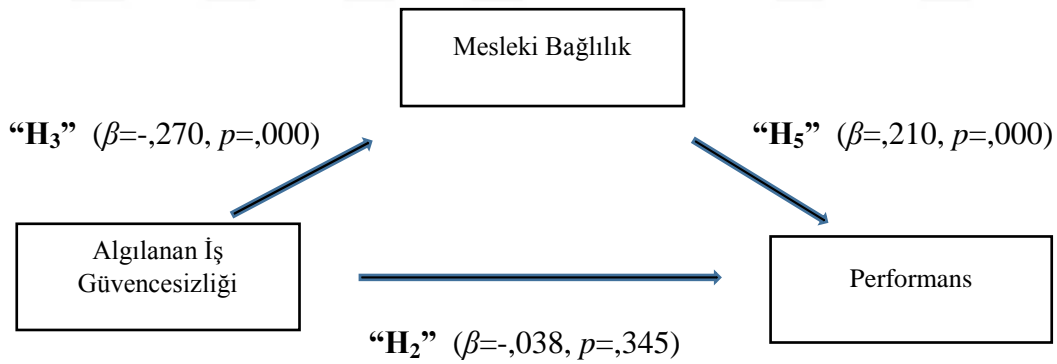 Mesleki Bağlılık
“H3” (β=-,270, p=,000)
“H5” (β=,210, p=,000)
Algılanan İş
Güvencesizliği
Performans
“H2” (β=-,038, p=,345)